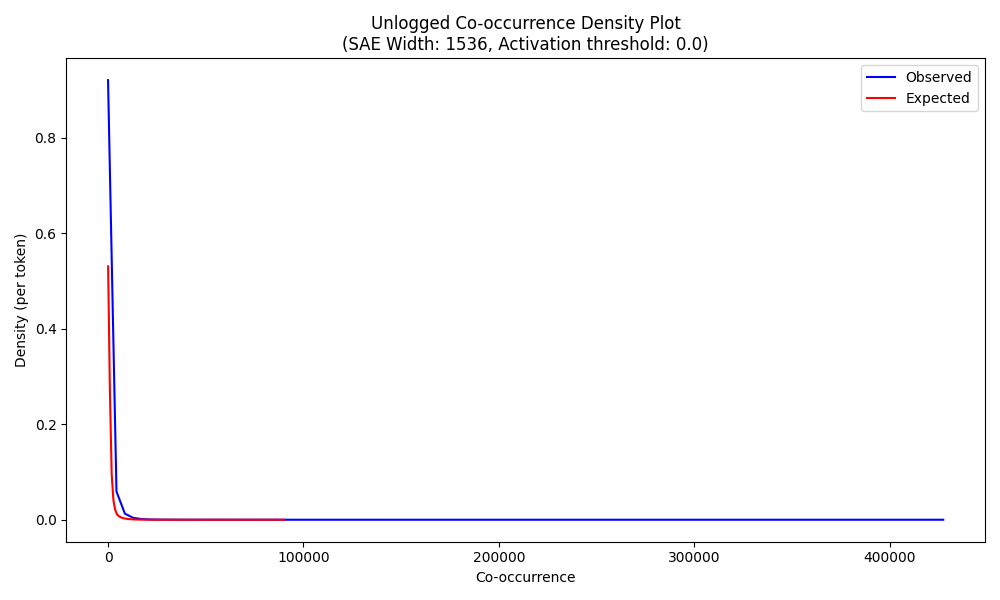 Unlogged Co-occurrence Density Plot
(SAE Width: 1536, Activation threshold: 0.0)
Observed
Expected
Density (per token)
0.8
0.6
0.4
0.2
0.0
0
100000
200000
300000
400000
Co-occurrence